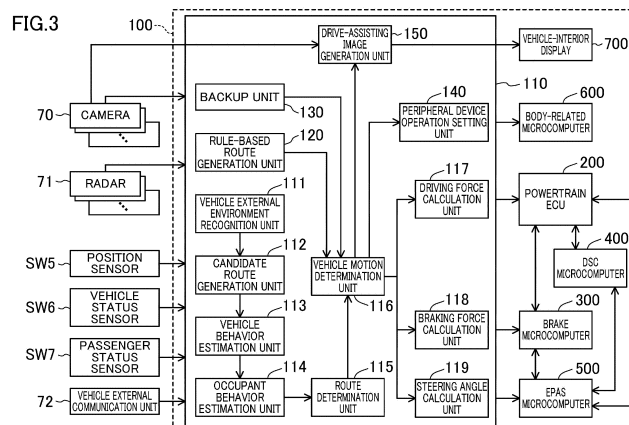 FIG.3
100
DRIVE-ASSISTING
IMAGE
GENERATION UNIT
150
VEHICLE-INTERIOR
DISPLAY
700
110
70
CAMERA
BACKUP UNIT
130
140
PERIPHERAL DEVICE
OPERATION SETTING
UNIT
600
BODY-RELATED
MICROCOMPUTER
120
RULE-BASED ROUTE
GENERATION UNIT
71
RADAR
111
VEHICLE EXTERNAL
ENVIRONMENT
RECOGNITION UNIT
117
DRIVING FORCE
CALCULATION
UNIT
200
POWERTRAIN
ECU
112
SW5
POSITION
SENSOR
CANDIDATE ROUTE
GENERATION UNIT
VEHICLE MOTION
DETERMINATION
UNIT
116
400
DSC
MICROCOMPUTER
SW6
VEHICLE
STATUS
SENSOR
113
VEHICLE
BEHAVIOR
ESTIMATION UNIT
118
BRAKING FORCE
CALCULATION
UNIT
300
BRAKE
MICROCOMPUTER
SW7
PASSENGER
STATUS
SENSOR
114
OCCUPANT
BEHAVIOR
ESTIMATION UNIT
115
ROUTE
DETERMINATION
UNIT
119
STEERING ANGLE
CALCULATION
UNIT
500
EPAS
MICROCOMPUTER
72
VEHICLE EXTERNAL
COMMUNICATION UNIT